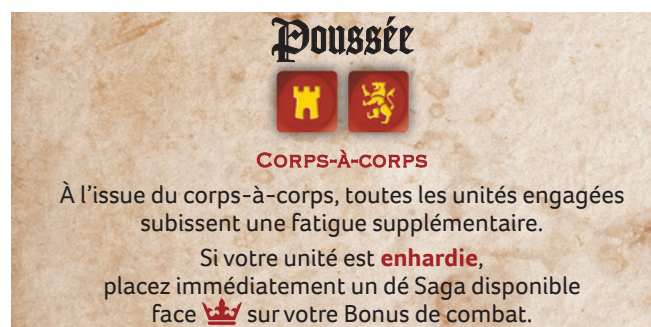 Poussée
Corps-à-corps
À l'issue du corps-à-corps, toutes les unités engagées
subissent une fatigue supplémentaire.
Si votre unité est enhardie,
placez immédiatement un dé Saga disponible
face sur votre Bonus de combat.